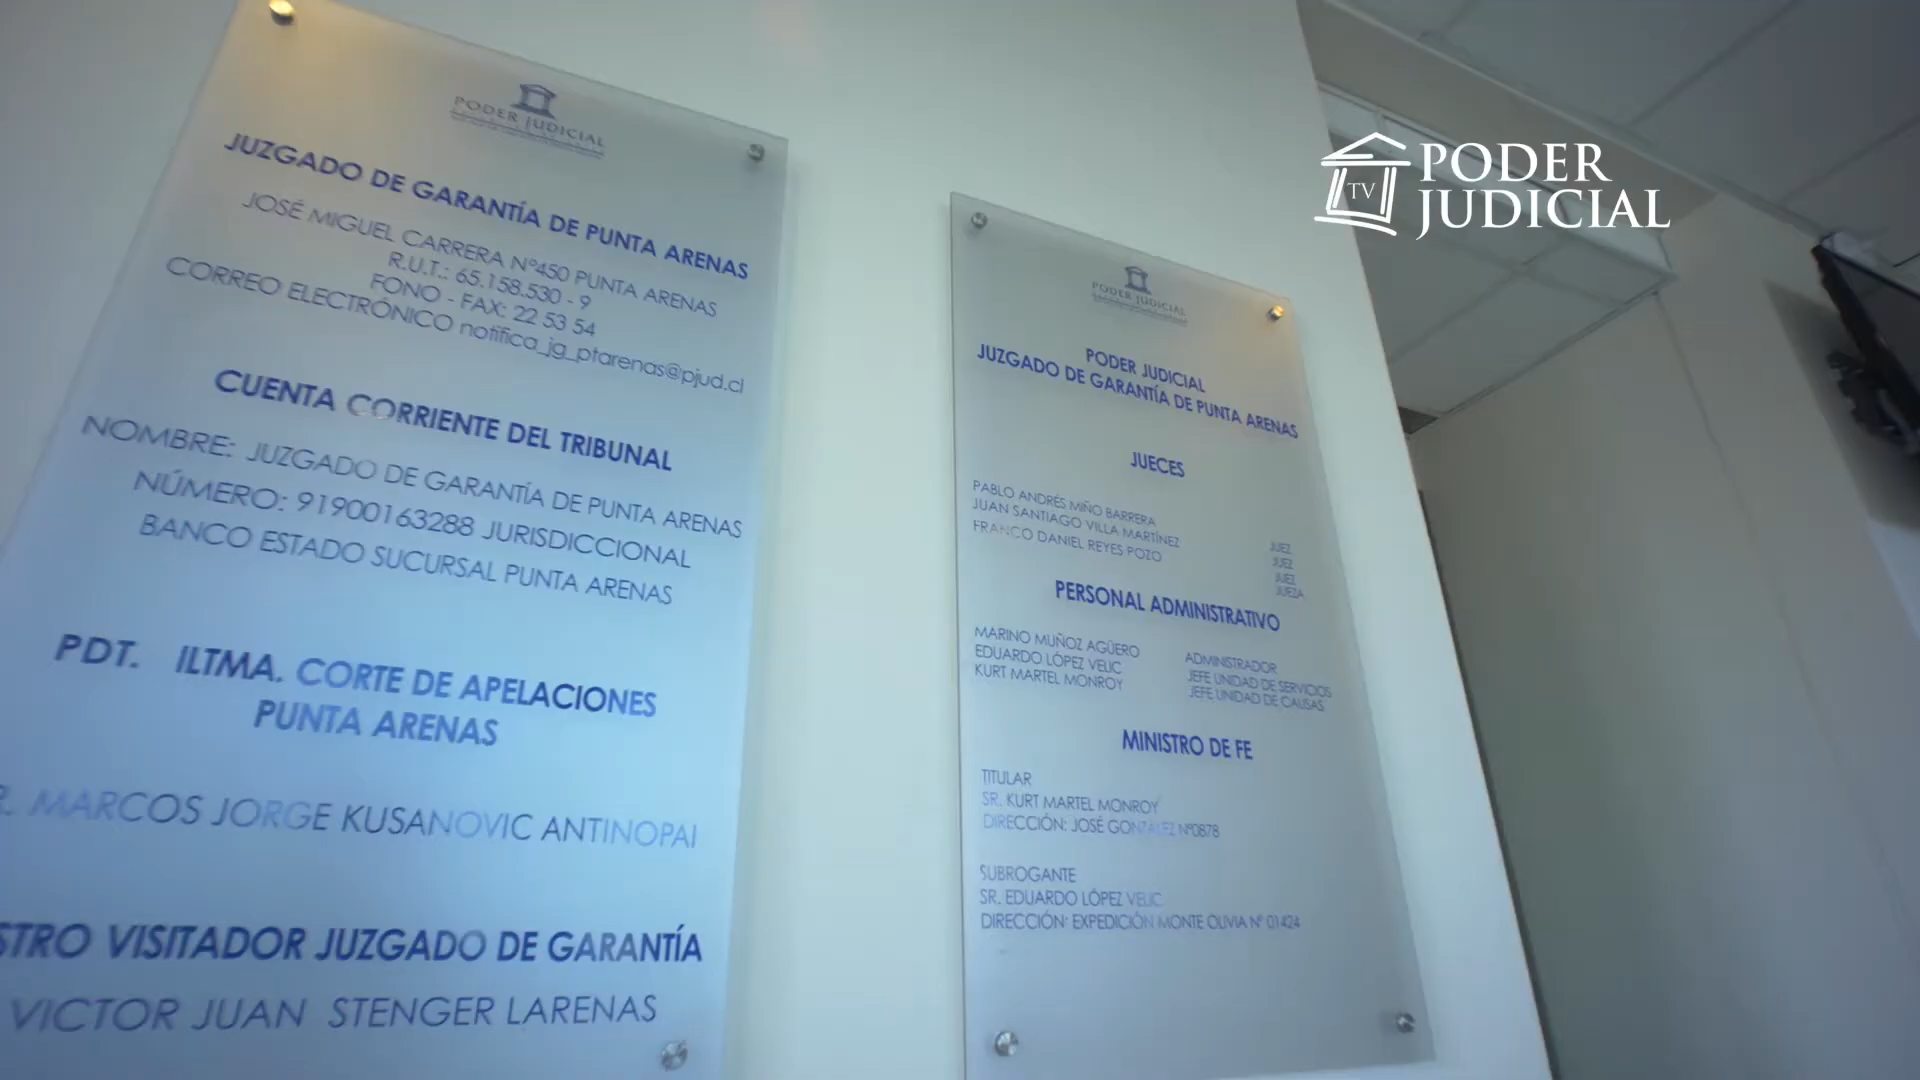 PODER JUDICIAL
JUZGADO DE GARANTÍA DE PUNTA ARENAS
JOSÉ MIGUEL CARRERA Nº450 PUNTA ARENAS
R.U.T.: 65.158.530 - 9
FONO - FAX: 22 53 54
CORREO ELECTRÓNICO notifica_jg_ptarenas@pjud.cl
CUENTA CORRIENTE DEL TRIBUNAL
NOMBRE: JUZGADO DE GARANTÍA DE PUNTA ARENAS
NÚMERO: 91900163288 JURISDICCIONAL
BANCO ESTADO SUCURSAL PUNTA ARENAS
PDT. ILTMA. CORTE DE APELACIONES
PUNTA ARENAS
R. MARCOS JORGE KUSANOVIC ANTINOPAI
STRO VISITADOR JUZGADO DE GARANTÍA
VICTOR JUAN STENGER LARENAS
PODER JUDICIAL
PODER JUDICIAL
JUZGADO DE GARANTÍA DE PUNTA ARENAS
JUECES
PABLO ANDRÉS MIÑO BARRERA JUEZ
JUAN SANTIAGO VILLA MARTÍNEZ JUEZ
FRANCO DANIEL REYES POZO JUEZ
JUEZA
PERSONAL ADMINISTRATIVO
MARINO MUÑOZ AGÜERO ADMINISTRADOR
EDUARDO LÓPEZ VELIC JEFE UNIDAD DE SERVICIOS
KURT MARTEL MONROY JEFE UNIDAD DE CAUSAS
MINISTRO DE FE
TITULAR
SR. KURT MARTEL MONROY
DIRECCIÓN: JOSÉ GONZÁLEZ Nº0878
SUBROGANTE
SR. EDUARDO LÓPEZ VELIC
DIRECCIÓN: EXPEDICIÓN MONTE OLIVIA Nº 01424
TV PODER
JUDICIAL